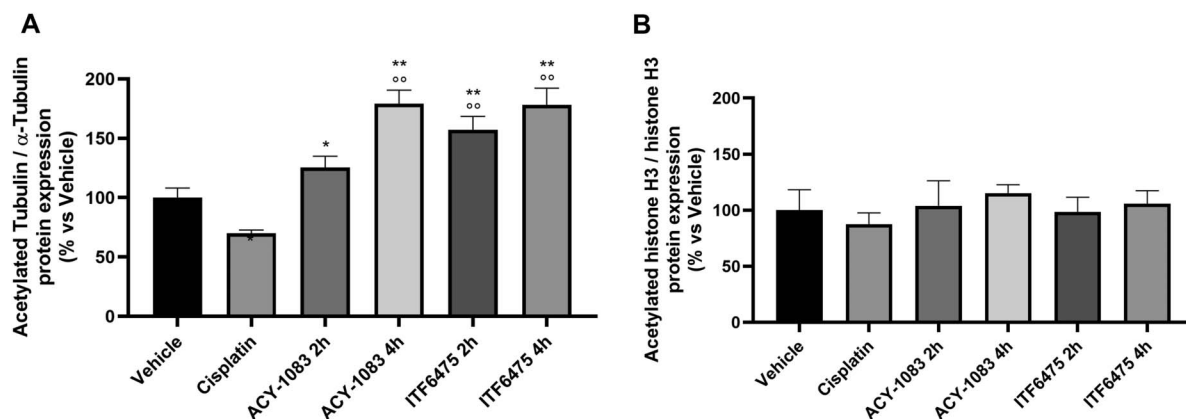 A
Acetylated Tubulin / α-Tubulin
protein expression
(% vs Vehicle)
200
150
100
50
0
*
*
**
°°
**
°°
**
°°
Vehicle
Cisplatin
ACY-1083 2h
ACY-1083 4h
ITF6475 2h
ITF6475 4h
B
Acetylated histone H3 / histone H3
protein expression
(% vs Vehicle)
200
150
100
50
0
Vehicle
Cisplatin
ACY-1083 2h
ACY-1083 4h
ITF6475 2h
ITF6475 4h